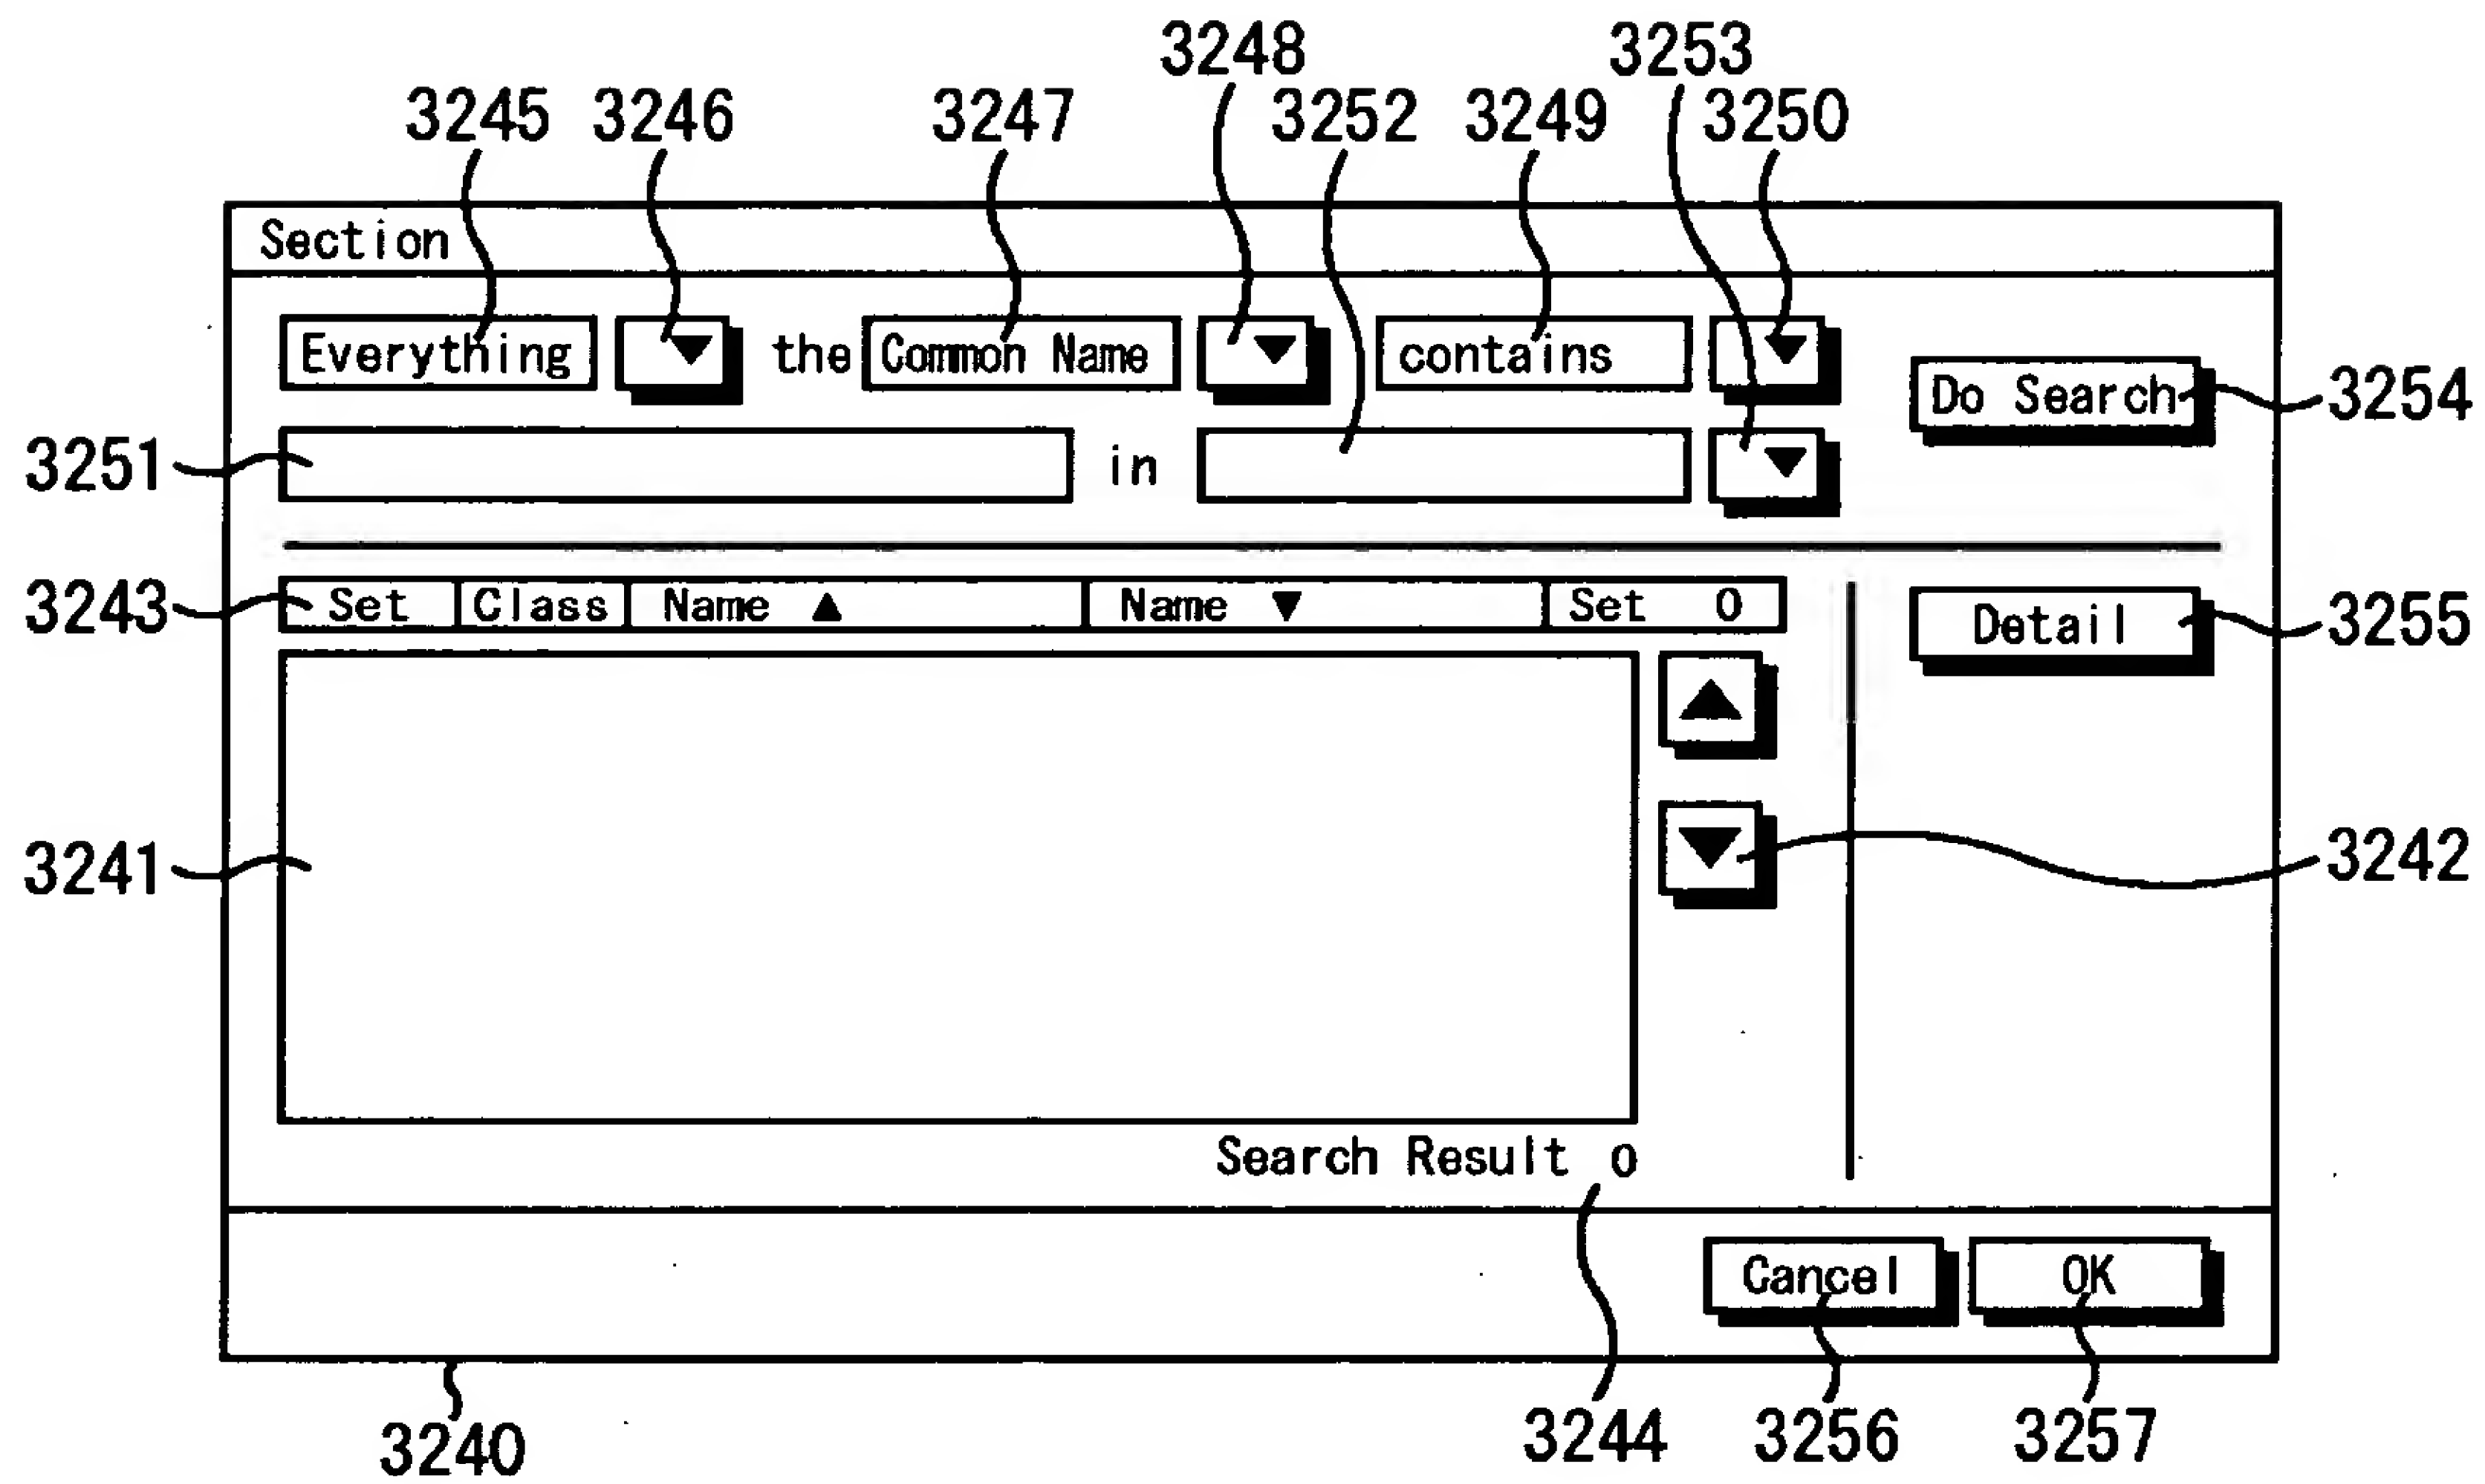 3248 3253
3245 3246 3247 3252 3249 3250
Section
Everything ▼ the Common Name ▼ contains ▼
Do Search 3254
3251 in ▼
3243 Set Class Name ▲ Name ▼ Set 0
Detail 3255
▲
3241 ▼ 3242
Search Result 0
Cancel OK
3240 3244 3256 3257